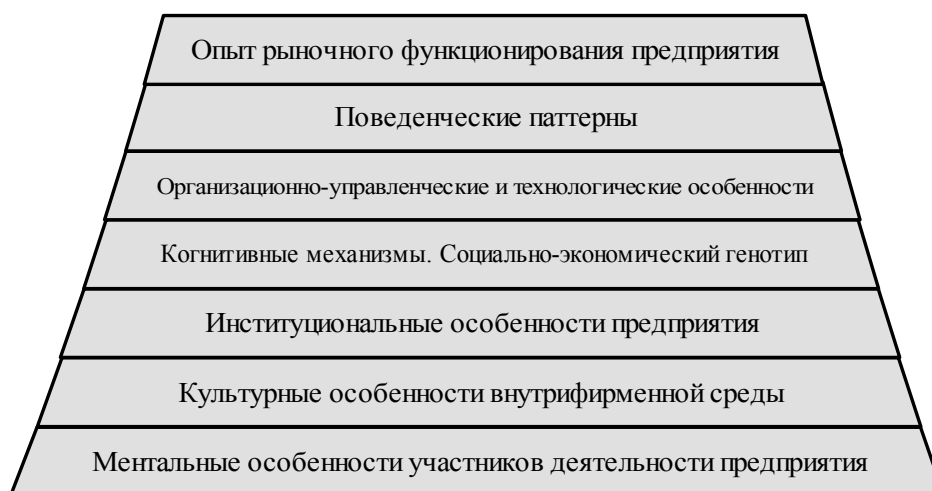 Опыт рыночного функционирования предприятия
Поведенческие паттерны
Организационно-управленческие и технологические особенности
Когнитивные механизмы. Социально-экономический генотип
Институциональные особенности предприятия
Культурные особенности внутрифирменной среды
Ментальные особенности участников деятельности предприятия